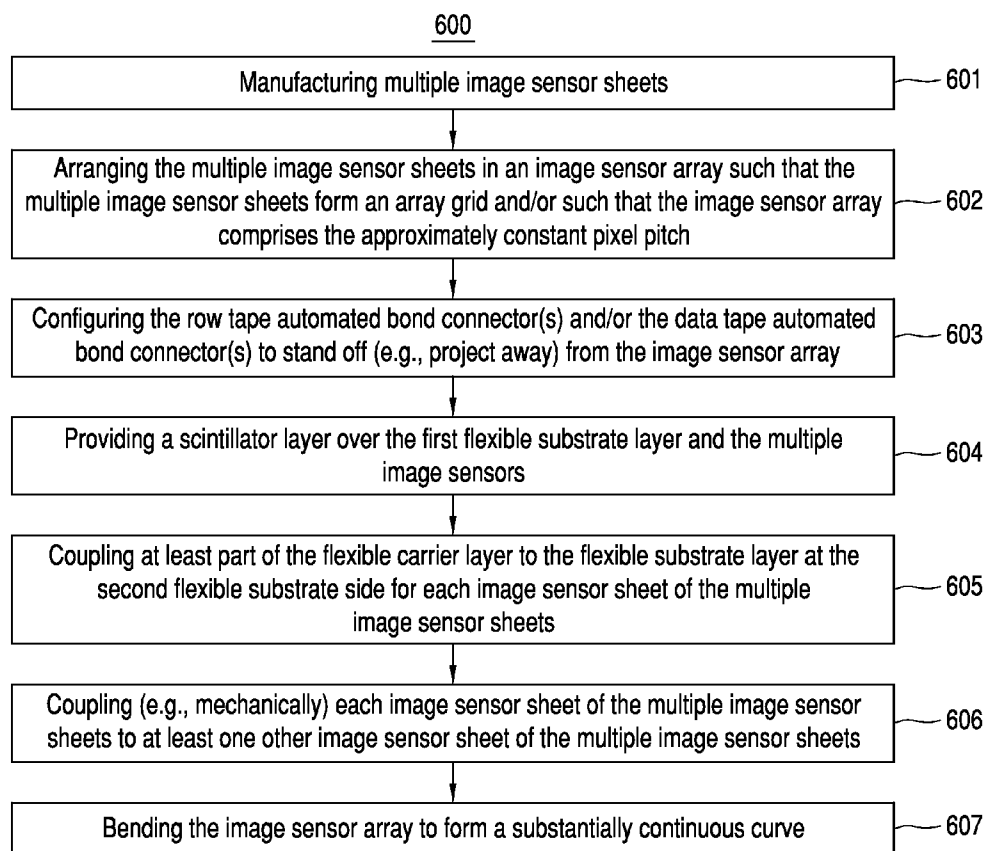 600
Manufacturing multiple image sensor sheets
601
Arranging the multiple image sensor sheets in an image sensor array such that the
multiple image sensor sheets form an array grid and/or such that the image sensor array
comprises the approximately constant pixel pitch
602
Configuring the row tape automated bond connector(s) and/or the data tape automated
bond connector(s) to stand off (e.g., project away) from the image sensor array
603
Providing a scintillator layer over the first flexible substrate layer and the multiple
image sensors
604
Coupling at least part of the flexible carrier layer to the flexible substrate layer at the
second flexible substrate side for each image sensor sheet of the multiple
image sensor sheets
605
Coupling (e.g., mechanically) each image sensor sheet of the multiple image sensor
sheets to at least one other image sensor sheet of the multiple image sensor sheets
606
Bending the image sensor array to form a substantially continuous curve
607